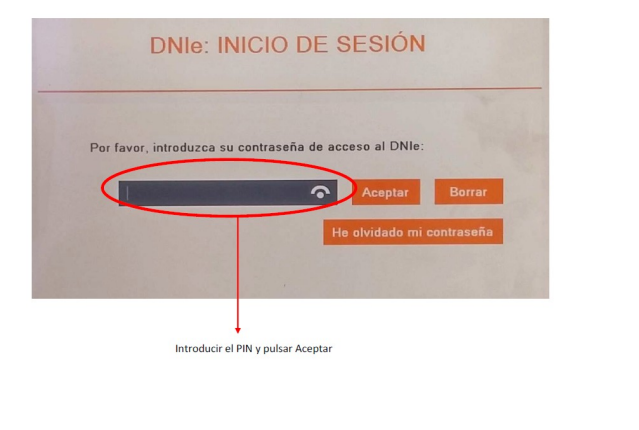 DNIe: INICIO DE SESIÓN
Por favor, introduzca su contraseña de acceso al DNIe:
Aceptar Borrar
He olvidado mi contraseña
Introducir el PIN y pulsar Aceptar